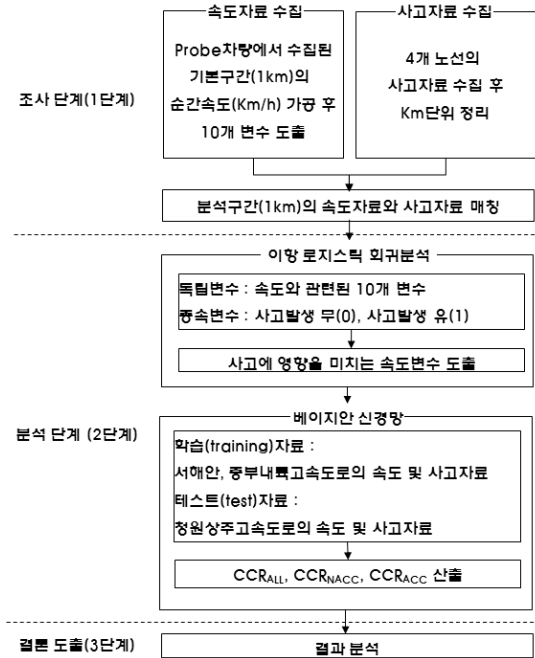 속도자료 수집
사고자료 수집
Probe차량에서 수집된
기본구간(1km)의
순간속도(Km/h) 가공 후
10개 변수 도출
4개 노선의
사고자료 수집 후
Km단위 정리
조사 단계(1단계)
분석구간(1km)의 속도자료와 사고자료 매칭
이항 로지스틱 회귀분석
독립변수 : 속도와 관련된 10개 변수
종속변수 : 사고발생 무(0), 사고발생 유(1)
사고에 영향을 미치는 속도변수 도출
분석 단계 (2단계)
베이지안 신경망
학습(training)자료 :
서해안, 중부내륙고속도로의 속도 및 사고자료
테스트(test)자료 :
청원상주고속도로의 속도 및 사고자료
CCRALL, CCRNACC, CCRACC 산출
결론 도출(3단계)
결과 분석